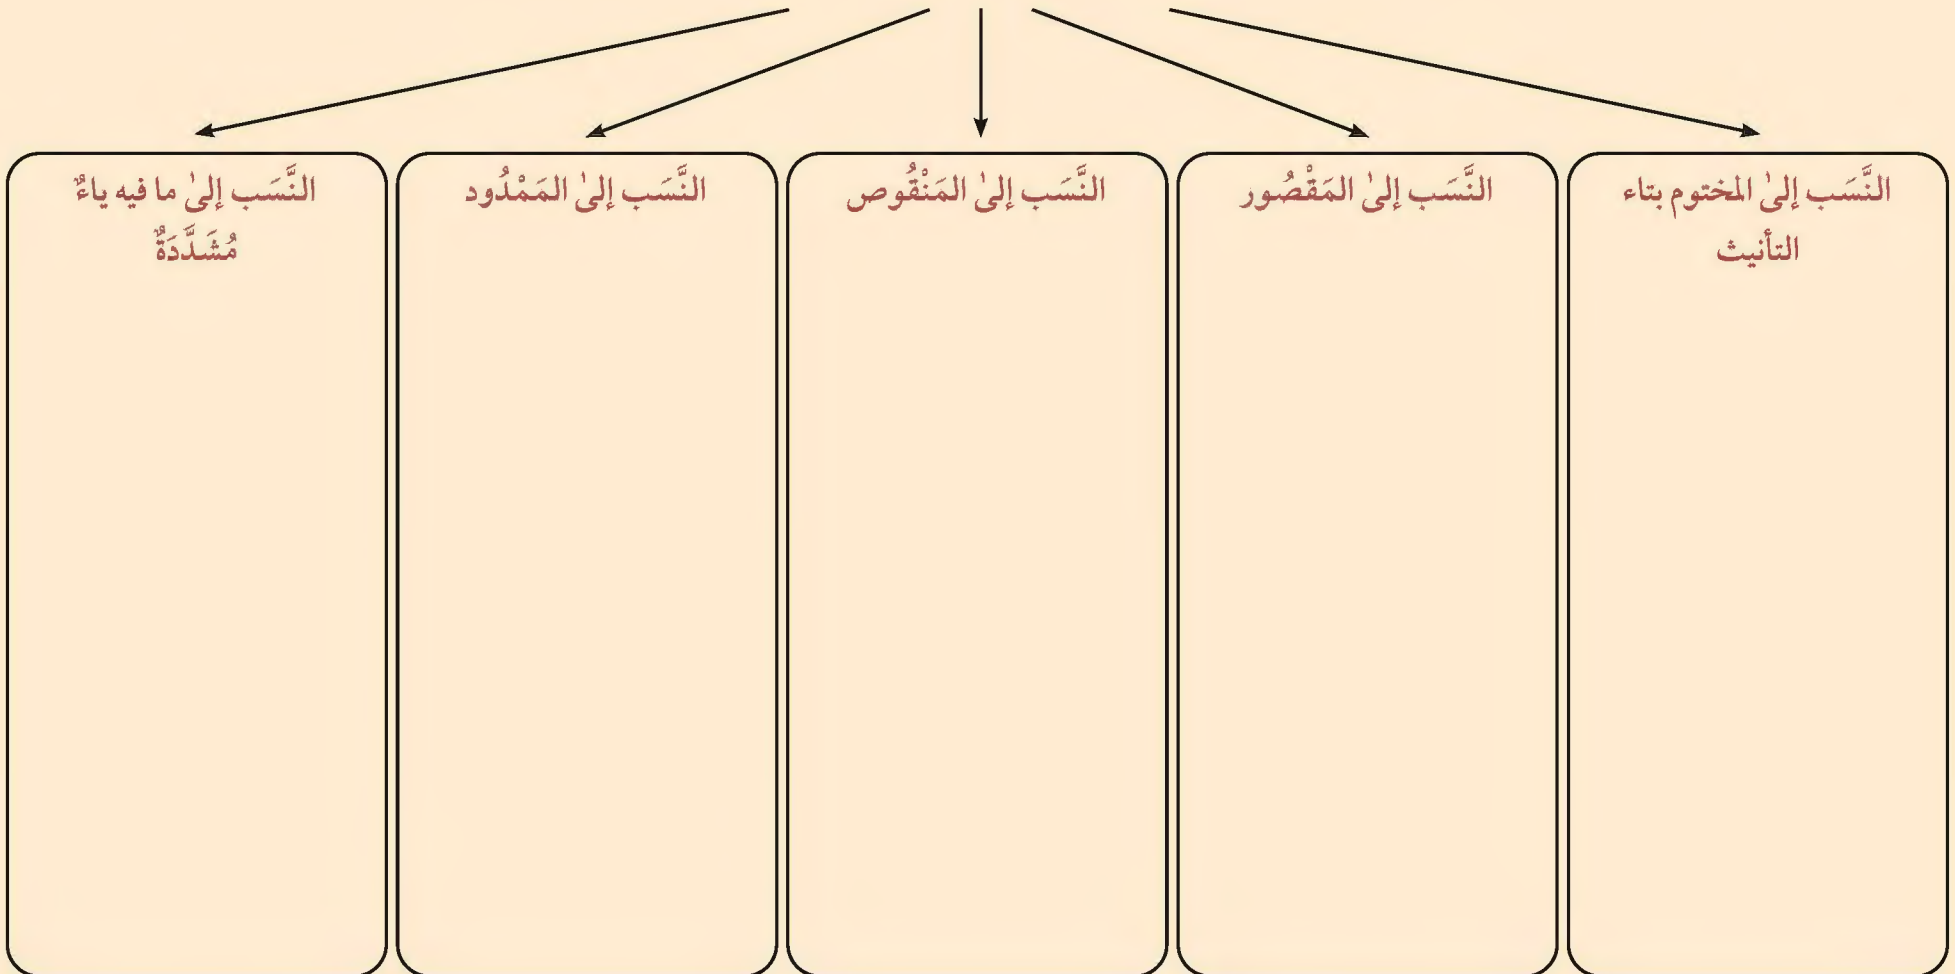 النَّسَب إلىٰ المختوم بتاء
التأنيث
النَّسَب إلىٰ المَقْصُور
النَّسَب إلىٰ المَنْقُوص
النَّسَب إلىٰ المَمْدُود
النَّسَب إلىٰ ما فيه ياءٌ
مُشَدَّدَةٌ